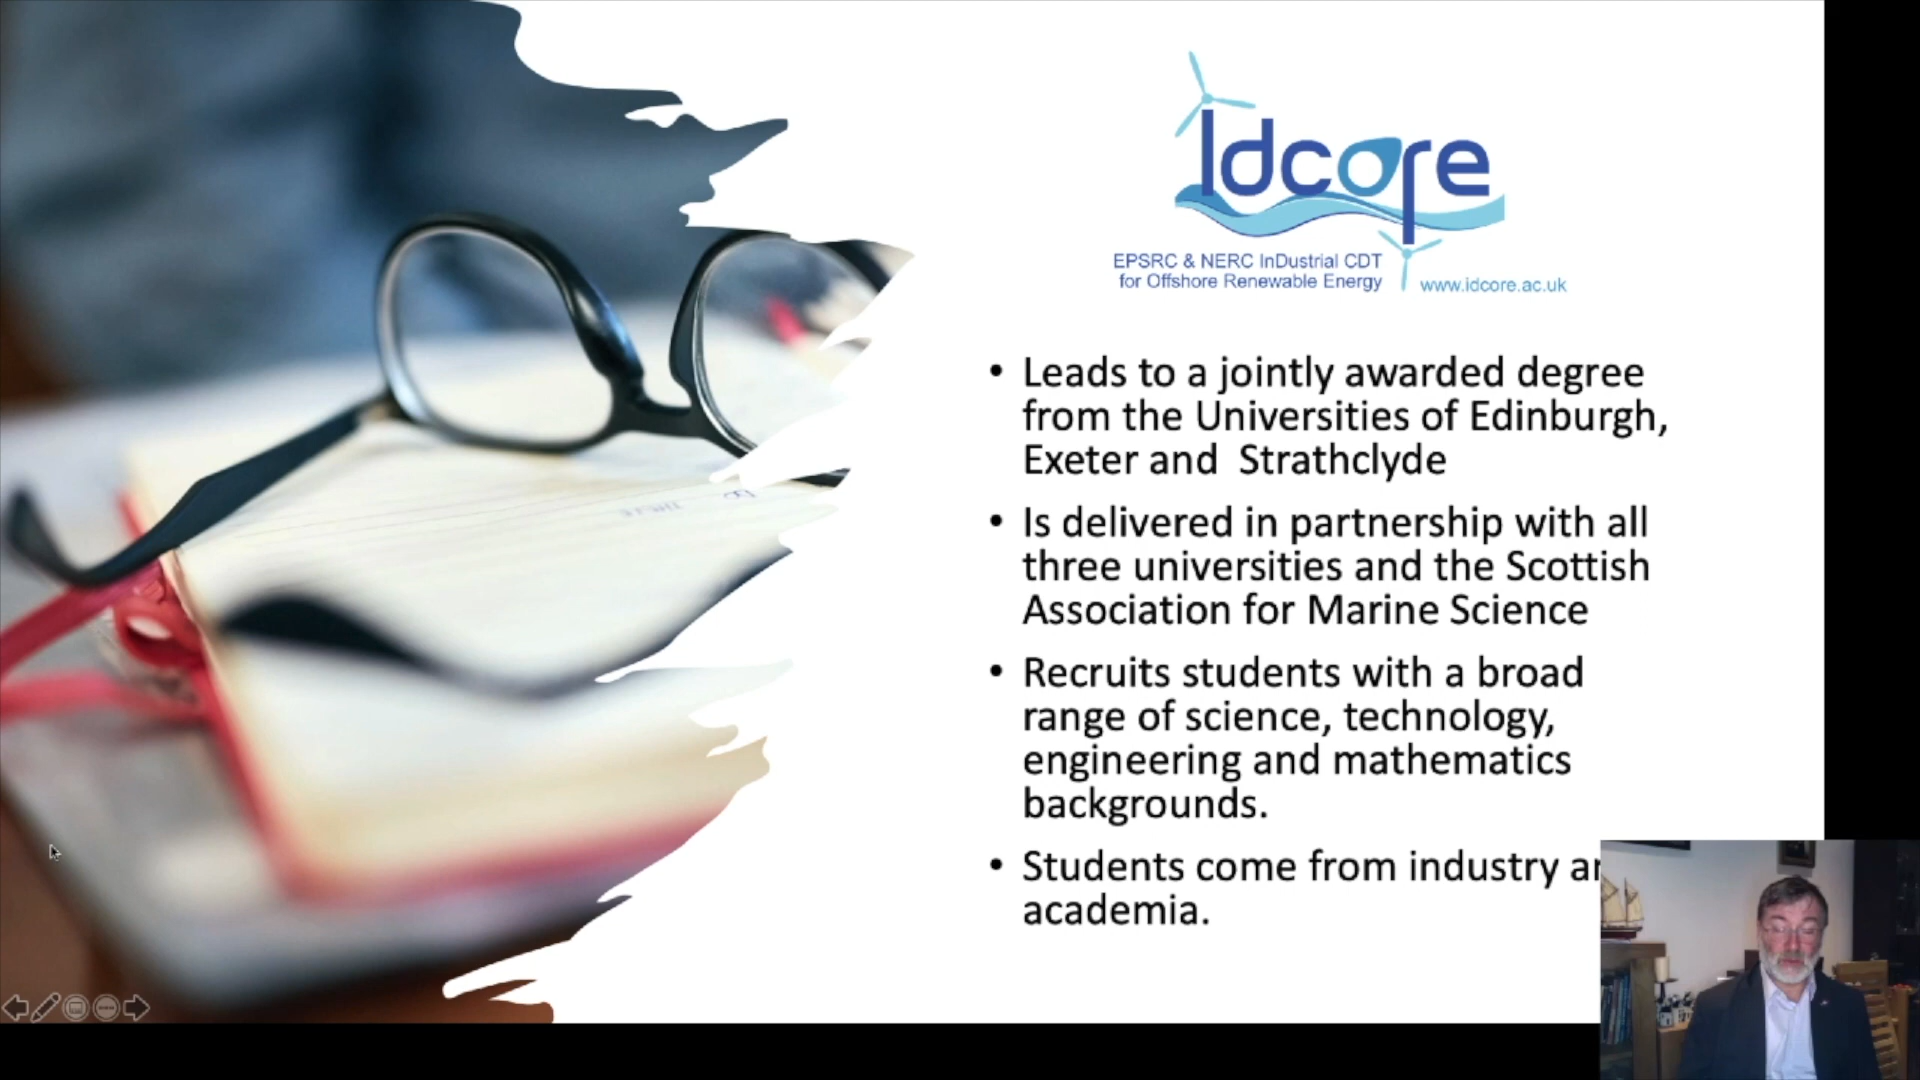 Idcore
EPSRC & NERC InDustrial CDT
for Offshore Renewable Energy
www.idcore.ac.uk
• Leads to a jointly awarded degree
from the Universities of Edinburgh,
Exeter and Strathclyde
• Is delivered in partnership with all
three universities and the Scottish
Association for Marine Science
• Recruits students with a broad
range of science, technology,
engineering and mathematics
backgrounds.
• Students come from industry
academia.